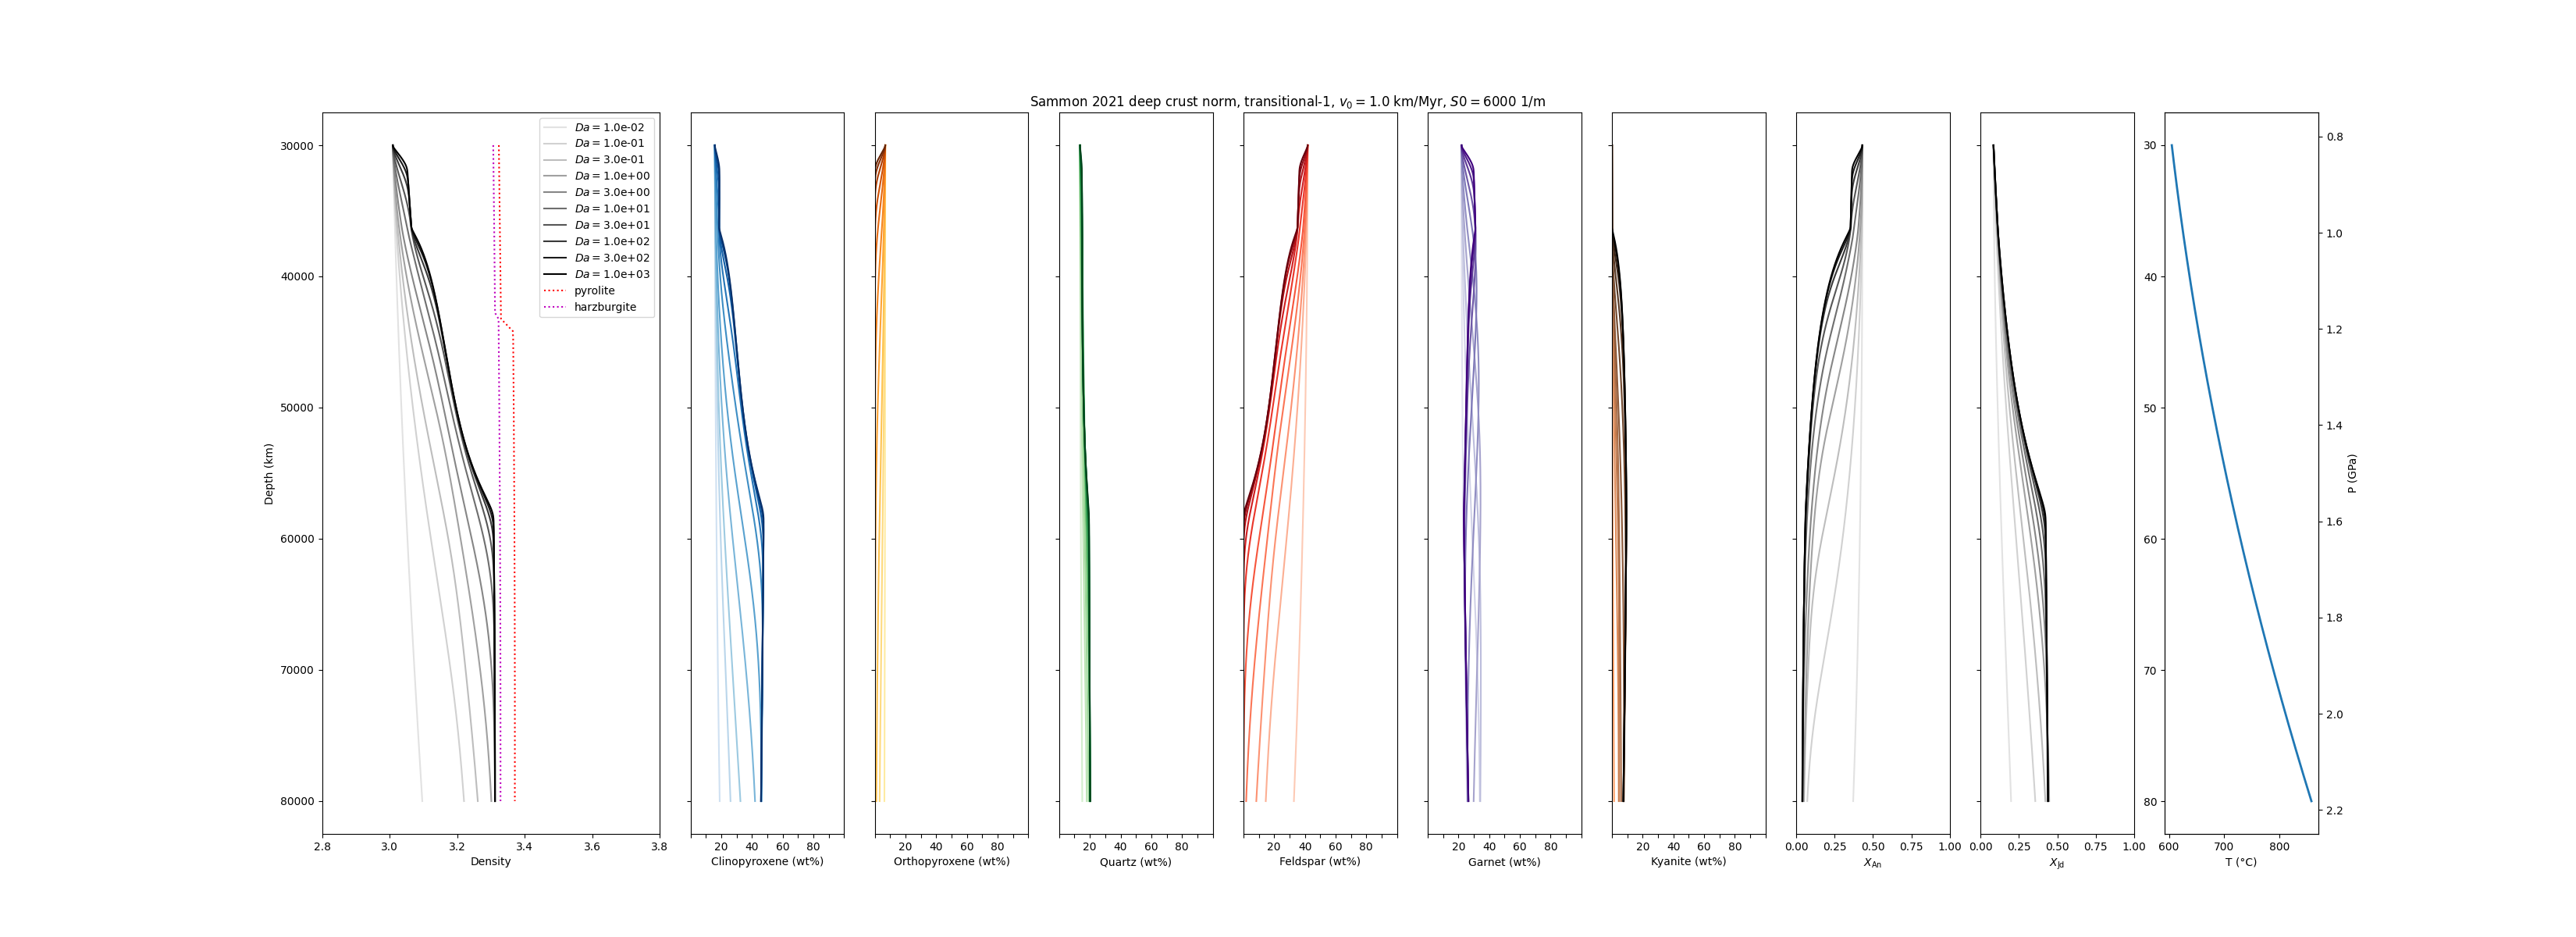 Sammon 2021 deep crust norm, transitional-1, v₀ = 1.0 km/Myr, S0 = 6000 1/m
Da = 1.0e-02
Da = 1.0e-01
Da = 3.0e-01
Da = 1.0e+00
Da = 3.0e+00
Da = 1.0e+01
Da = 3.0e+01
Da = 1.0e+02
Da = 3.0e+02
Da = 1.0e+03
pyrolite
harzburgite
Depth (km)
30000
40000
50000
60000
70000
80000
2.8 3.0 3.2 3.4 3.6 3.8
Density
20 40 60 80
Clinopyroxene (wt%)
20 40 60 80
Orthopyroxene (wt%)
20 40 60 80
Quartz (wt%)
20 40 60 80
Feldspar (wt%)
20 40 60 80
Garnet (wt%)
20 40 60 80
Kyanite (wt%)
0.00 0.25 0.50 0.75 1.00
X_An
0.00 0.25 0.50 0.75 1.00
X_Jd
30
40
50
60
70
80
600 700 800
T (°C)
0.8
1.0
1.2
1.4
1.6
1.8
2.0
2.2
P (GPa)